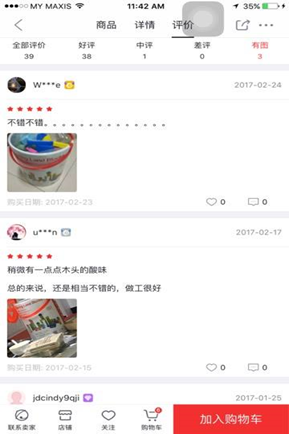 MY MAXIS 11:42 AM 35%
商品 详情 评价
全部评价 好评 中评 差评 有图
39 38 1 0 3
W***e 2017-02-24
不错不错。。。。。。。。。。。。。。
购买日期: 2017-02-23 0 0
u***n 2017-02-17
稍微有一点点木头的酸味
总的来说，还是相当不错的，做工很好
购买日期: 2017-02-15 0 0
jdcindy9qji 2017-01-25
联系卖家 店铺 关注 购物车 加入购物车